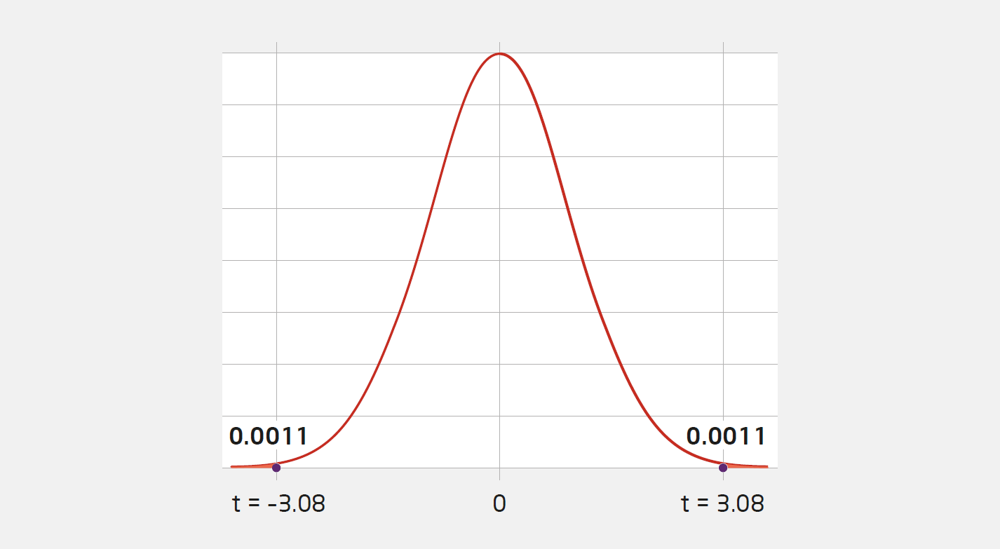 0.0011 0.0011
t = -3.08 0 t = 3.08